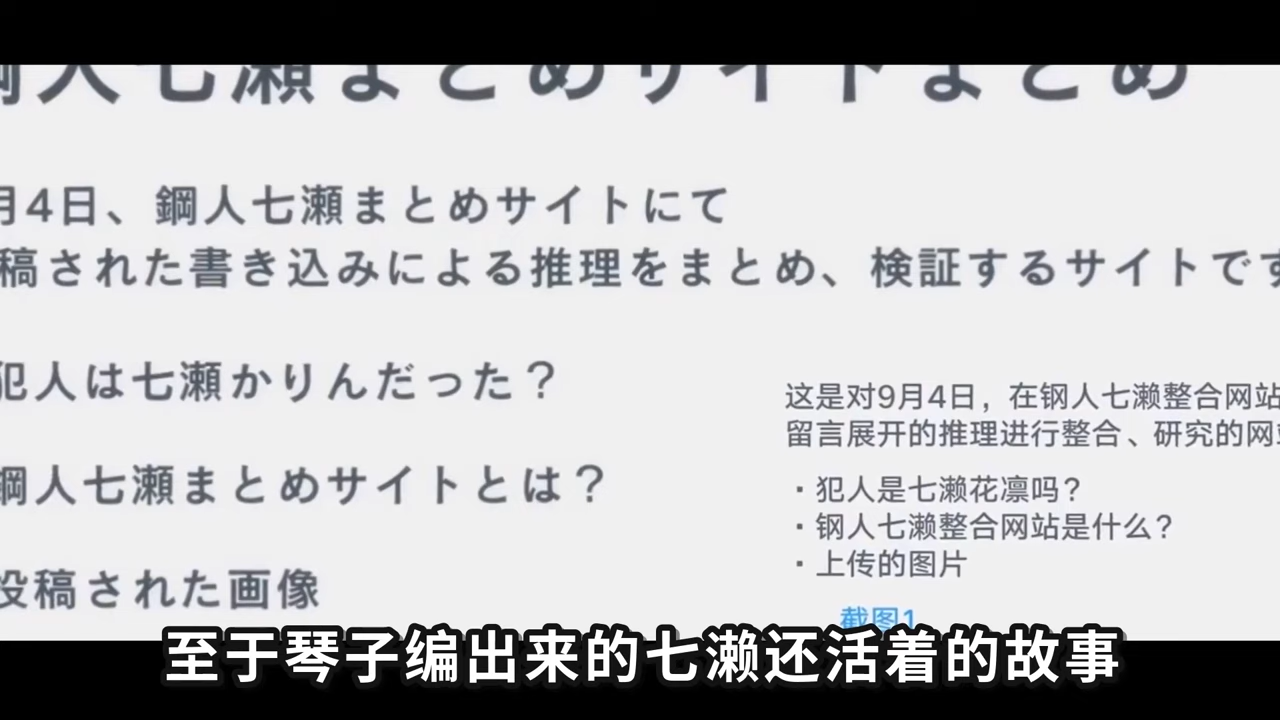 鋼人七瀬まとめサイトまとめ
月4日、鋼人七瀬まとめサイトにて
稿された書き込みによる推理をまとめ、検証するサイトです
犯人は七瀬かりんだった？
鋼人七瀬まとめサイトとは？
投稿された画像
这是对9月4日，在钢人七濑整合网站
留言展开的推理进行整合、研究的网站
・犯人是七濑花凛吗？
・钢人七濑整合网站是什么？
・上传的图片
截图1
至于琴子编出来的七濑还活着的故事